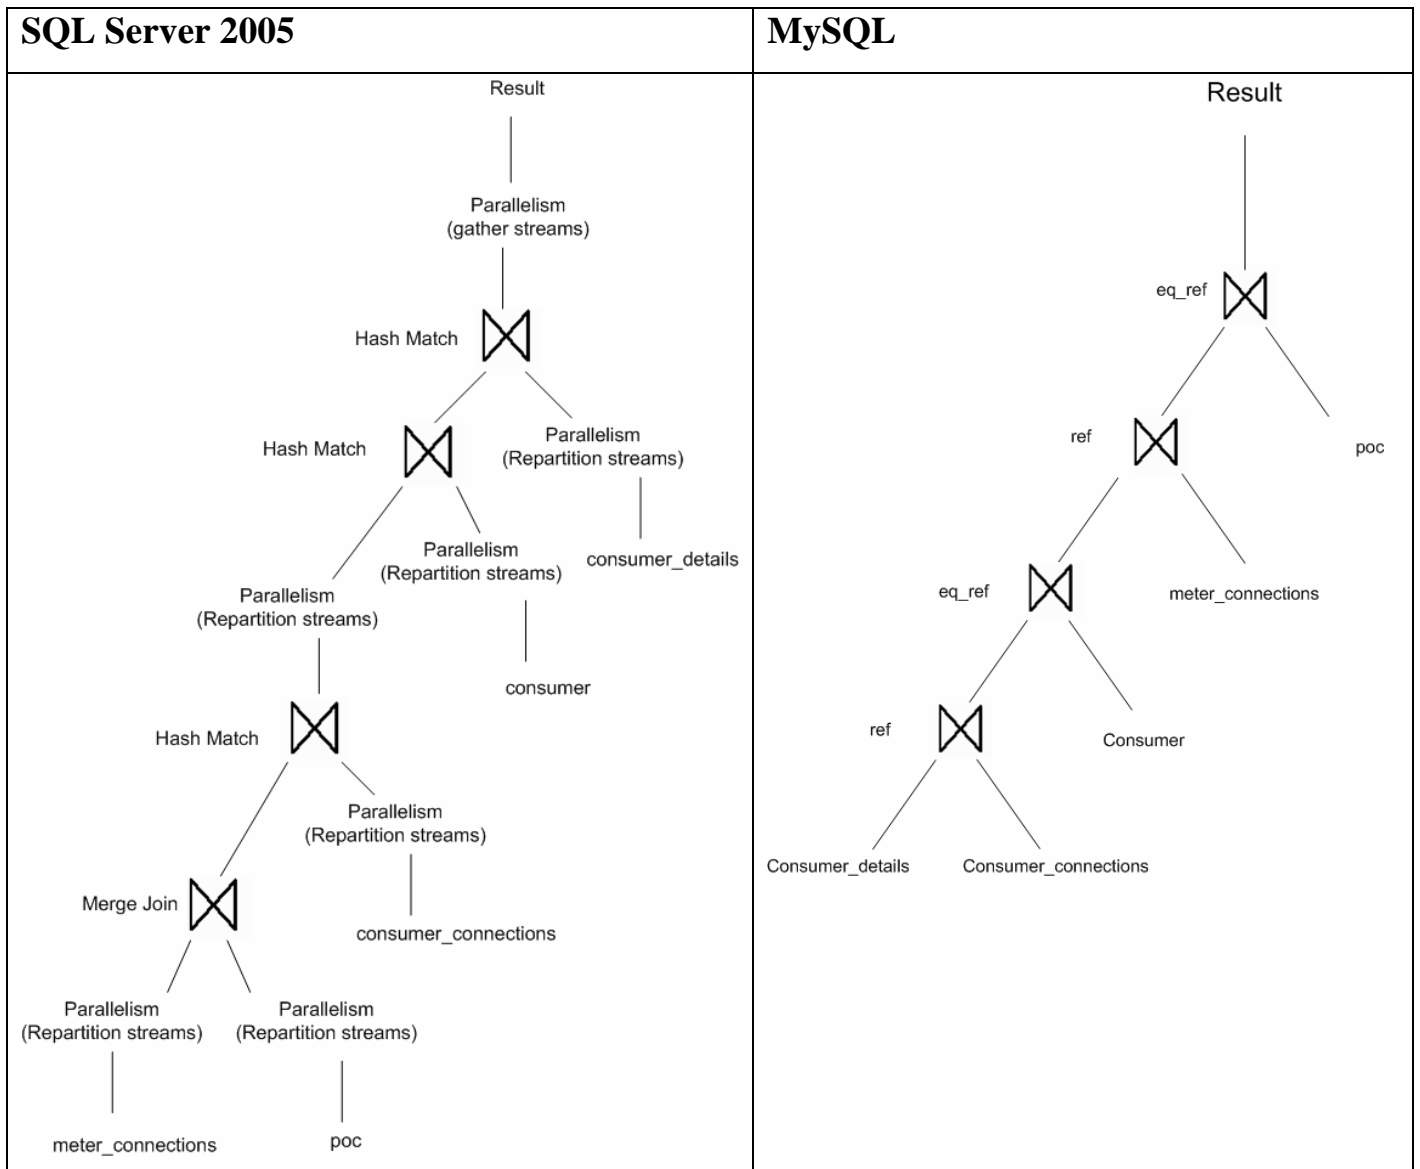 SQL Server 2005
MySQL
Result
Parallelism
(gather streams)
Hash Match
Hash Match
Parallelism
(Repartition streams)
Parallelism
(Repartition streams)
consumer_details
Parallelism
(Repartition streams)
consumer
Hash Match
Parallelism
(Repartition streams)
Merge Join
consumer_connections
Parallelism
(Repartition streams)
Parallelism
(Repartition streams)
meter_connections
poc
Result
eq_ref
ref
poc
eq_ref
meter_connections
ref
Consumer
Consumer_details
Consumer_connections